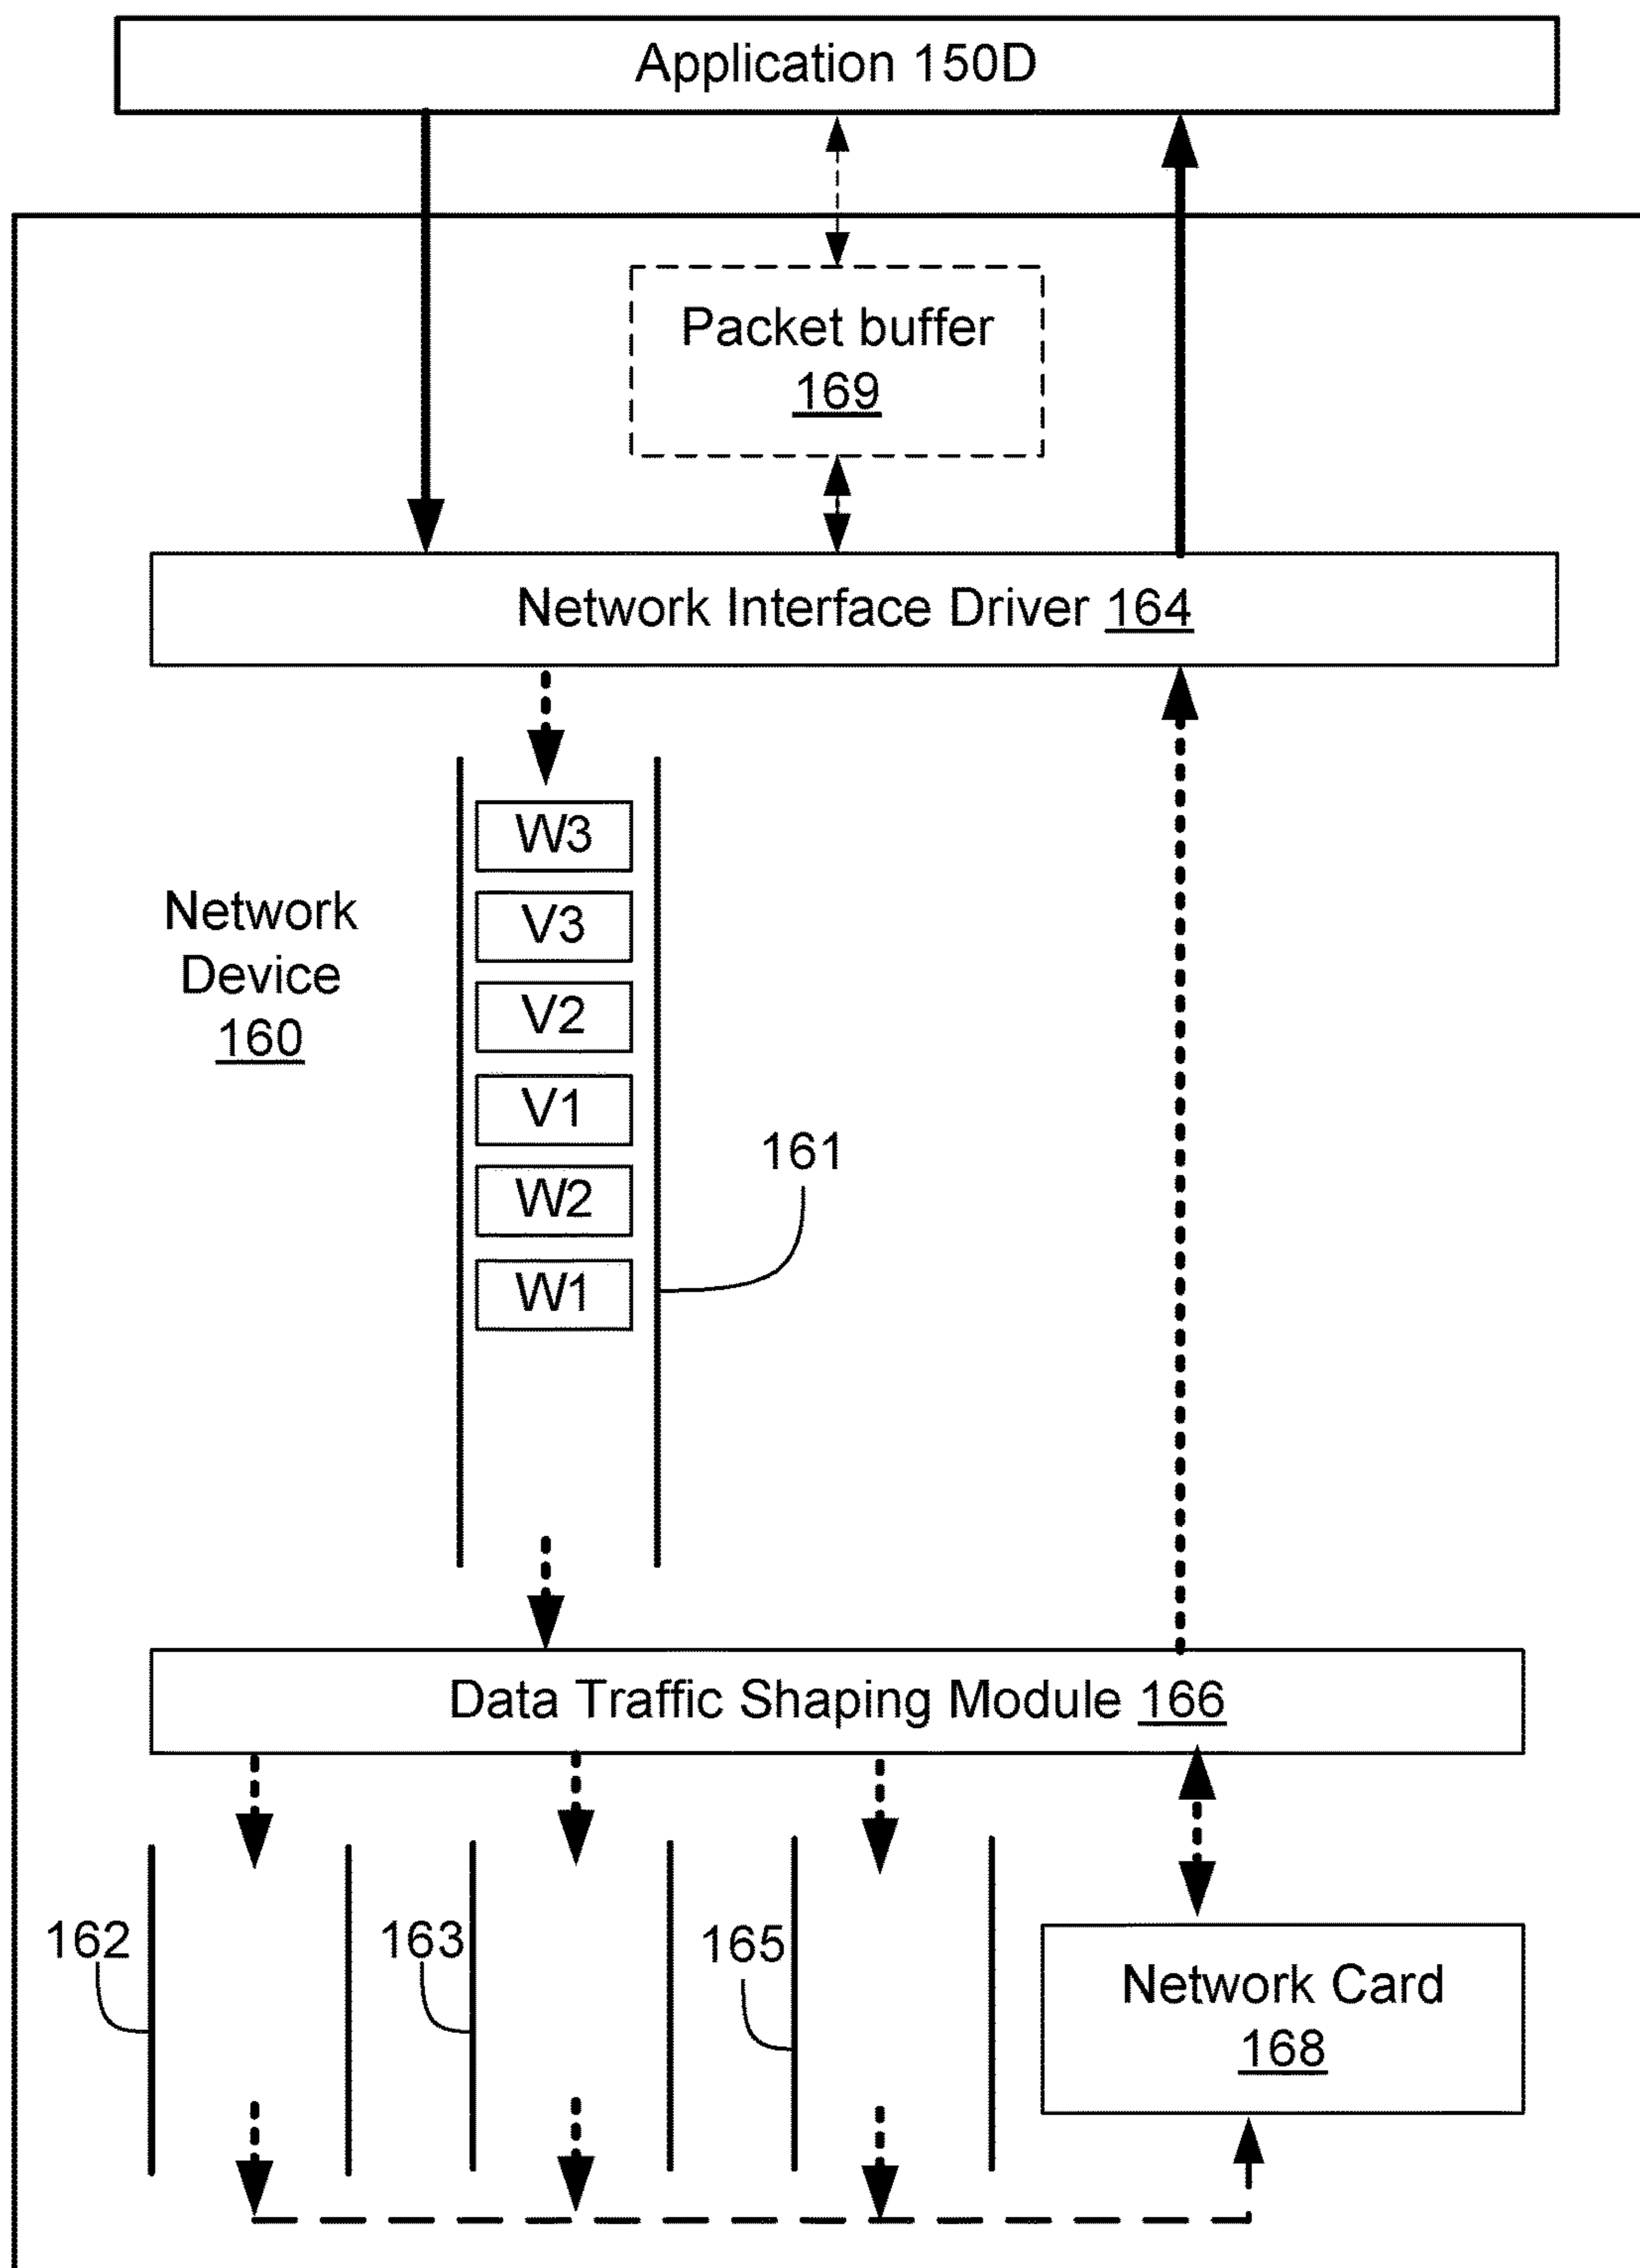 Application 150D
Packet buffer
169
Network Interface Driver 164
W3
Network
Device
160
V3
V2
V1
161
W2
W1
Data Traffic Shaping Module 166
162
163
165
Network Card
168